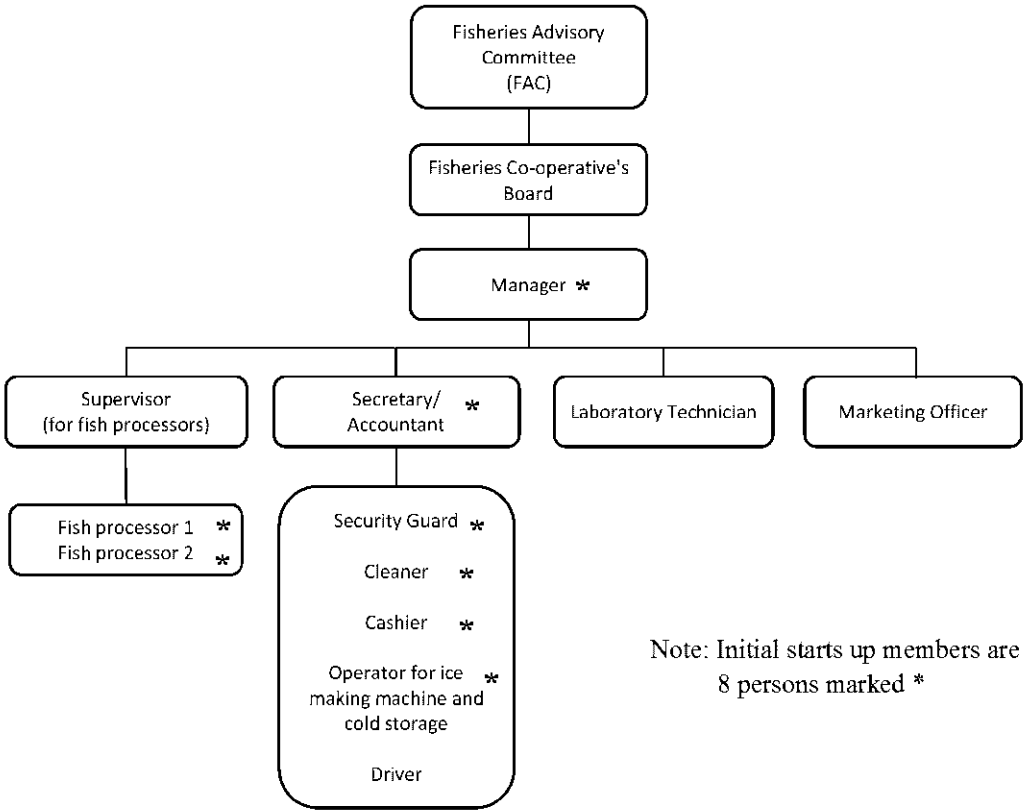 Fisheries Advisory
Committee
(FAC)
Fisheries Co-operative's
Board
Manager *
Supervisor
(for fish processors)
Secretary/ *
Accountant
Laboratory Technician
Marketing Officer
Fish processor 1 *
Fish processor 2 *
Security Guard *
Cleaner *
Cashier *
Operator for ice *
making machine and
cold storage
Driver
Note: Initial starts up members are
8 persons marked *